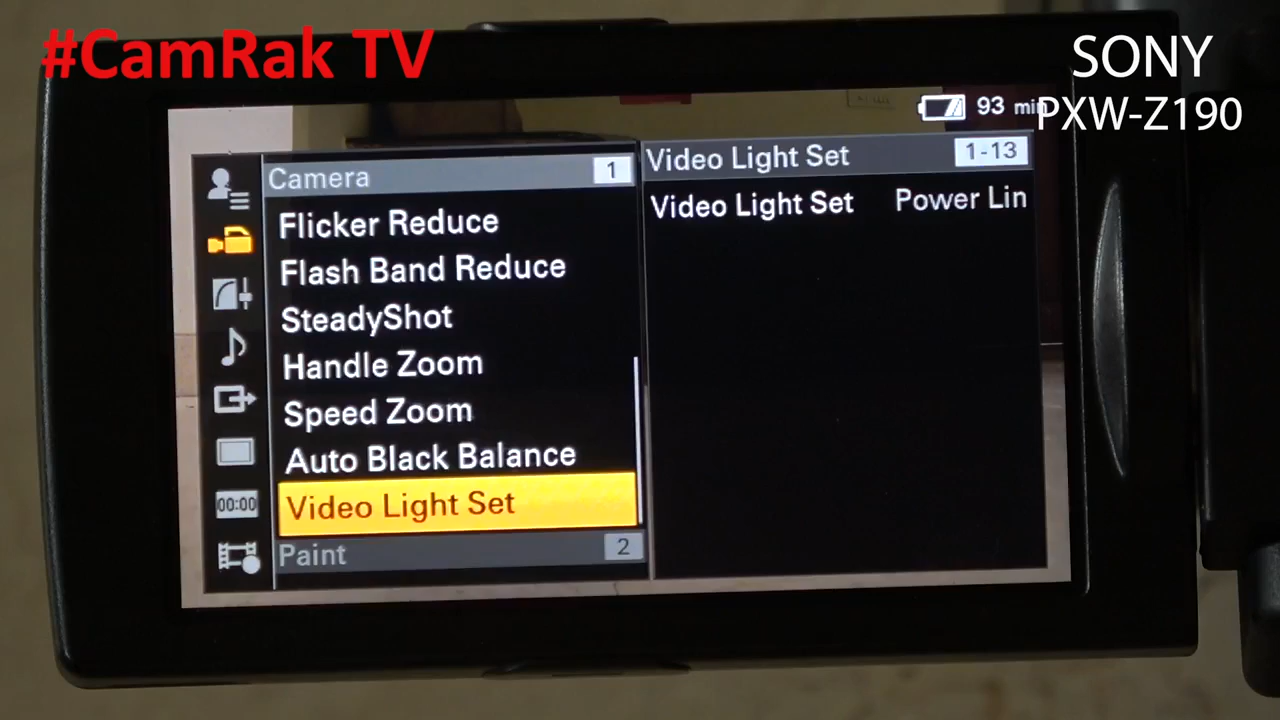 #CamRak TV
SONY
PXW-Z190
93 min
Camera 1
Flicker Reduce
Flash Band Reduce
SteadyShot
Handle Zoom
Speed Zoom
Auto Black Balance
Video Light Set
Paint 2
00:00
Video Light Set 1-13
Video Light Set Power Lin